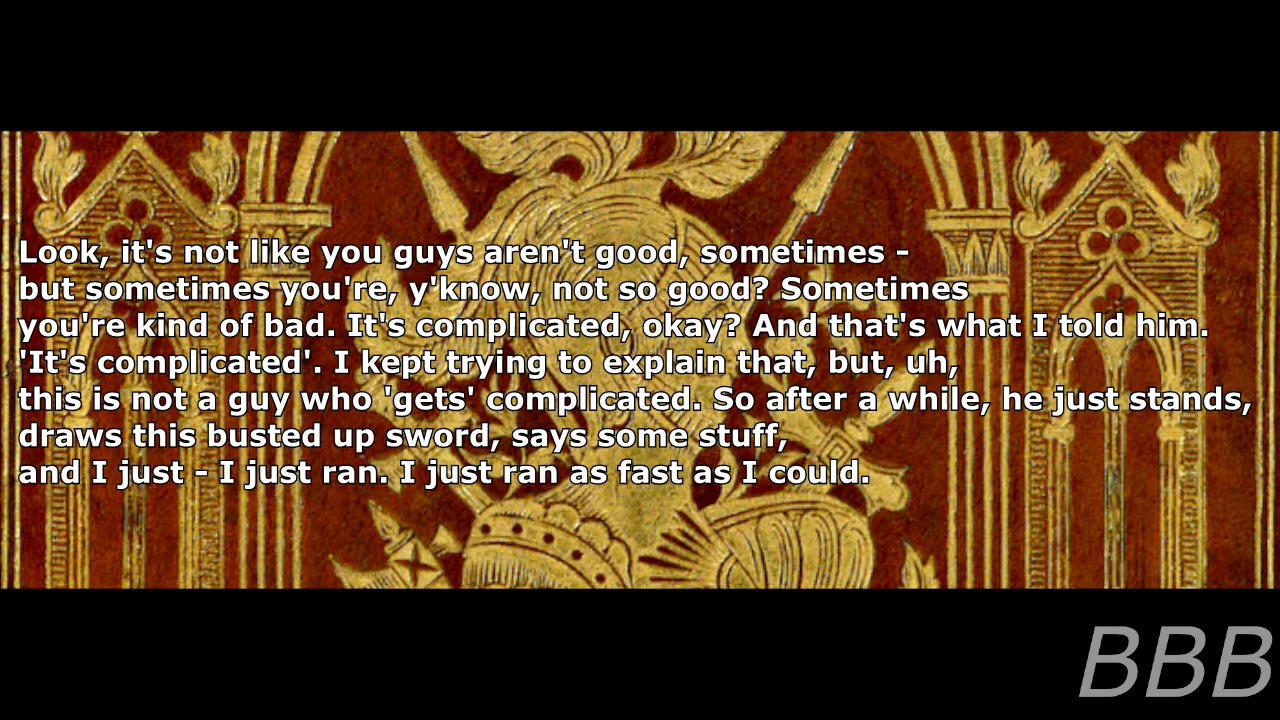 Look, it's not like you guys aren't good, sometimes -
but sometimes you're, y'know, not so good? Sometimes
you're kind of bad. It's complicated, okay? And that's what I told him.
'It's complicated'. I kept trying to explain that, but, uh,
this is not a guy who 'gets' complicated. So after a while, he just stands,
draws this busted up sword, says some stuff,
and I just - I just ran. I just ran as fast as I could.
BBB